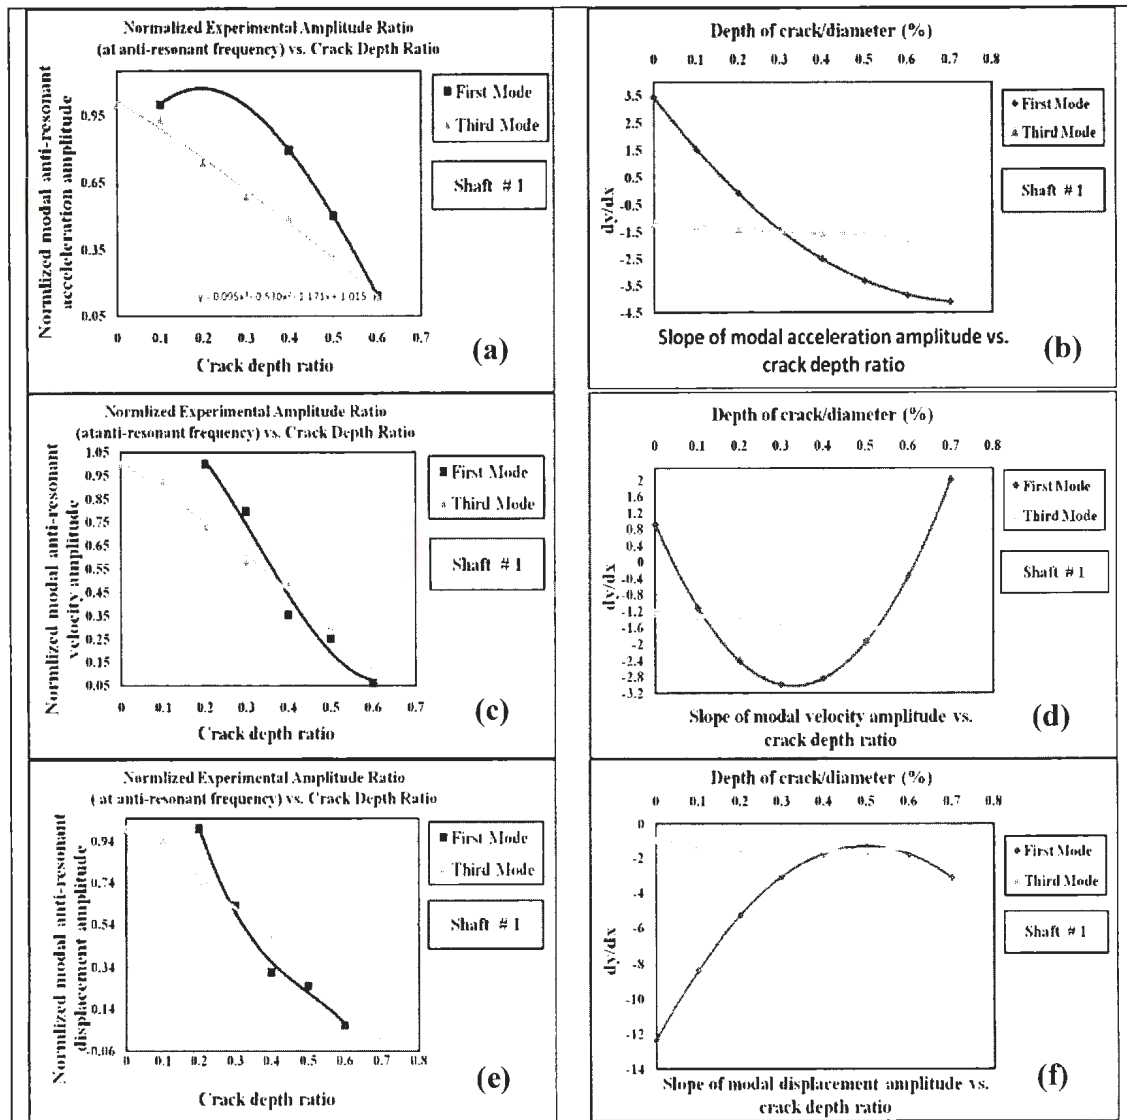 Normalized Experimental Amplitude Ratio
(at anti-resonant frequency) vs. Crack Depth Ratio
Normlized modal anti-resonant
acceleration amplitude
0.95
0.65
0.35
0.05
0 0.1 0.2 0.3 0.4 0.5 0.6 0.7
Crack depth ratio
First Mode
Third Mode
Shaft # 1
(a)
Depth of crack/diameter (%)
0 0.1 0.2 0.3 0.4 0.5 0.6 0.7 0.8
dy/dx
3.5
2.5
1.5
0.5
-0.5
-1.5
-2.5
-3.5
-4.5
First Mode
Third Mode
Shaft # 1
Slope of modal acceleration amplitude vs.
crack depth ratio
(b)
Normlized Experimental Amplitude Ratio
(atanti-resonant frequency) vs. Crack Depth Ratio
Normlized modal anti-resonant
velocity amplitude
1.05
0.95
0.85
0.75
0.65
0.55
0.45
0.35
0.25
0.15
0.05
0 0.1 0.2 0.3 0.4 0.5 0.6 0.7
Crack depth ratio
First Mode
Third Mode
Shaft # 1
(c)
Depth of crack/diameter (%)
0 0.1 0.2 0.3 0.4 0.5 0.6 0.7 0.8
dy/dx
2
1.6
1.2
0.8
0.4
0
-0.4
-0.8
-1.2
-1.6
-2
-2.4
-2.8
-3.2
First Mode
Third Mode
Shaft # 1
Slope of modal velocity amplitude vs.
crack depth ratio
(d)
Normlized Experimental Amplitude Ratio
( at anti-resonant frequency) vs. Crack Depth Ratio
Normlized modal anti-resonant
displacement amplitude
0.94
0.74
0.54
0.34
0.14
-0.06
0 0.1 0.2 0.3 0.4 0.5 0.6 0.7 0.8
Crack depth ratio
First Mode
Third Mode
Shaft # 1
(e)
Depth of crack/diameter (%)
0 0.1 0.2 0.3 0.4 0.5 0.6 0.7 0.8
dy/dx
0
-2
-4
-6
-8
-10
-12
-14
First Mode
Third Mode
Shaft # 1
Slope of modal displacement amplitude vs.
crack depth ratio
(f)